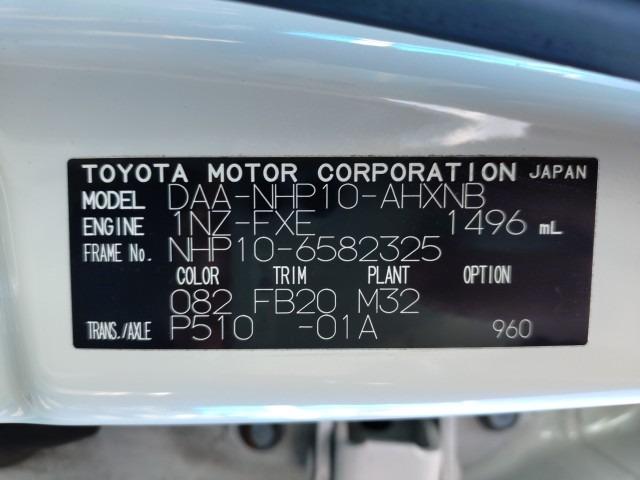 TOYOTA MOTOR CORPORATION JAPAN
MODEL DAA-NHP10-AHXNB
ENGINE 1NZ-FXE 1496 mL
FRAME No. NHP10-6582325
COLOR TRIM PLANT OPTION
082 FB20 M32
TRANS./AXLE P510 -01A 960